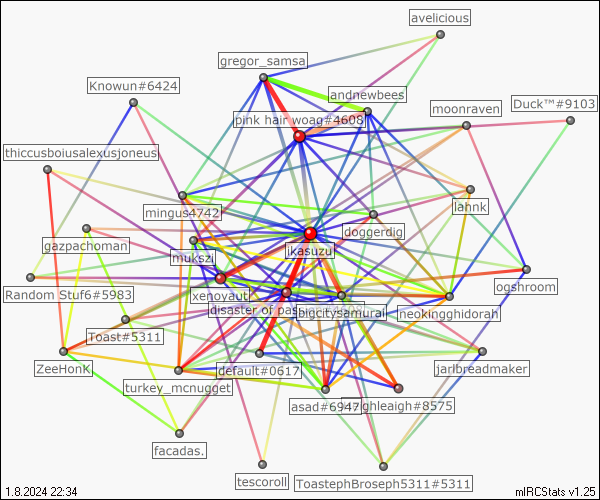 avelicious
gregor_samsa
Knowun#6424
andnewbees
moonraven
Duck™#9103
pink hair woag#4608
thiccusboiusalexusjoneus
mingus4742
lahnk
doggerdig
gazpachoman
ikasuzu
mukszi
xenovauti
ogshroom
Random Stuf6#5983
disaster of pas
bigcitysamurai
neokingghidorah
Toast#5311
ZeeHonK
default#0617
jarlbreadmaker
turkey_mcnugget
asad#6947
ghleigh#8575
facadas.
tescoroll
ToastephBroseph5311#5311
1.8.2024 22:34
mIRCStats v1.25